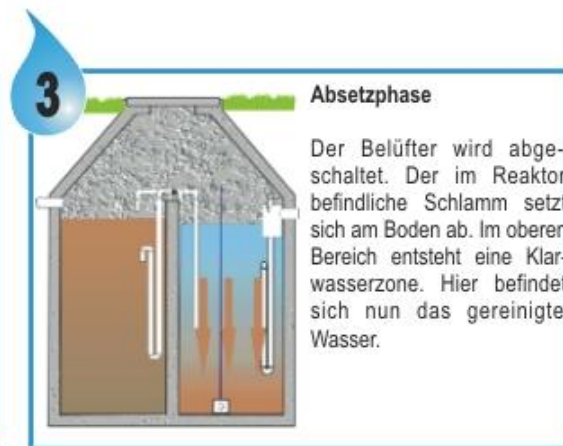 3
Absetzphase
Der Belüfter wird abge-
schaltet. Der im Reaktor
befindliche Schlamm setzt
sich am Boden ab. Im oberen
Bereich entsteht eine Klar-
wasserzone. Hier befindet
sich nun das gereinigte
Wasser.